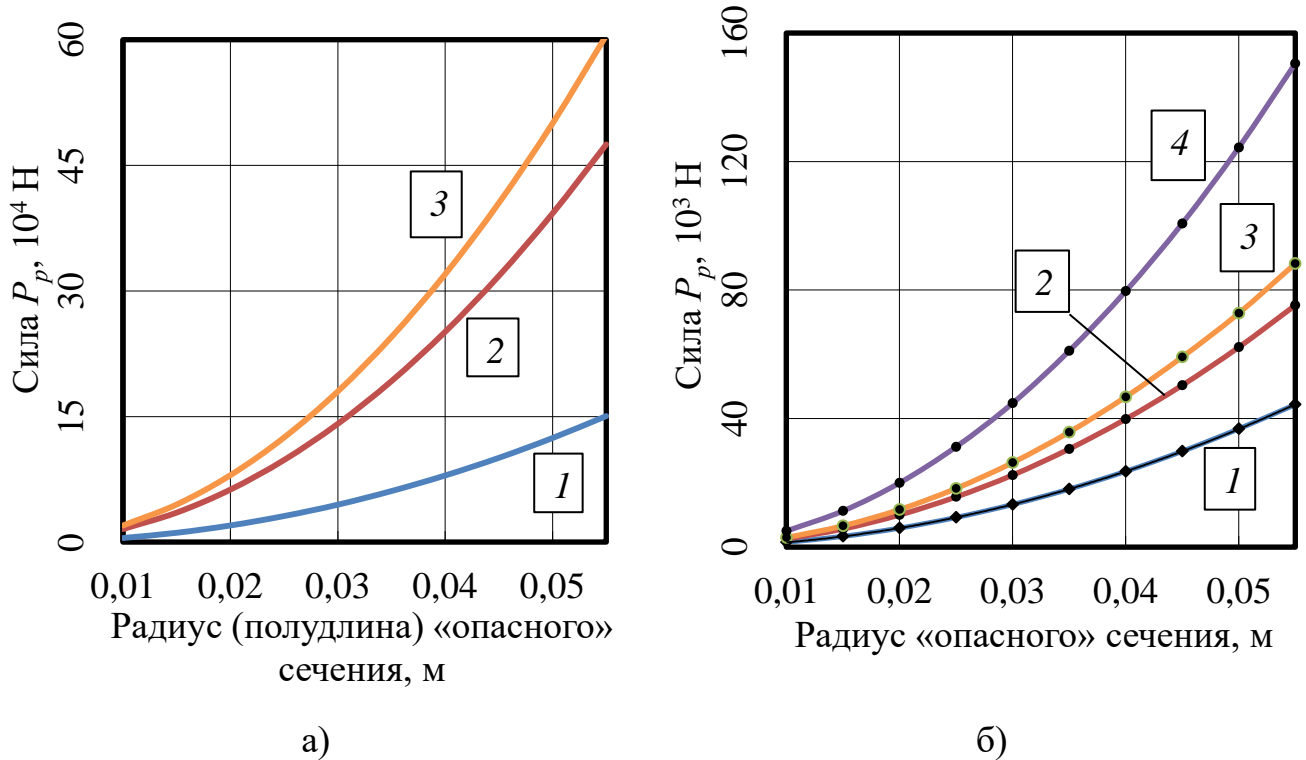 Сила Pp, 10⁴ Н
60
45
30
15
0
3
2
1
0,01 0,02 0,03 0,04 0,05
Радиус (полудлина) «опасного»
сечения, м
а)
Сила Pp, 10³ Н
160
120
80
40
0
4
3
2
1
0,01 0,02 0,03 0,04 0,05
Радиус «опасного» сечения, м
б)